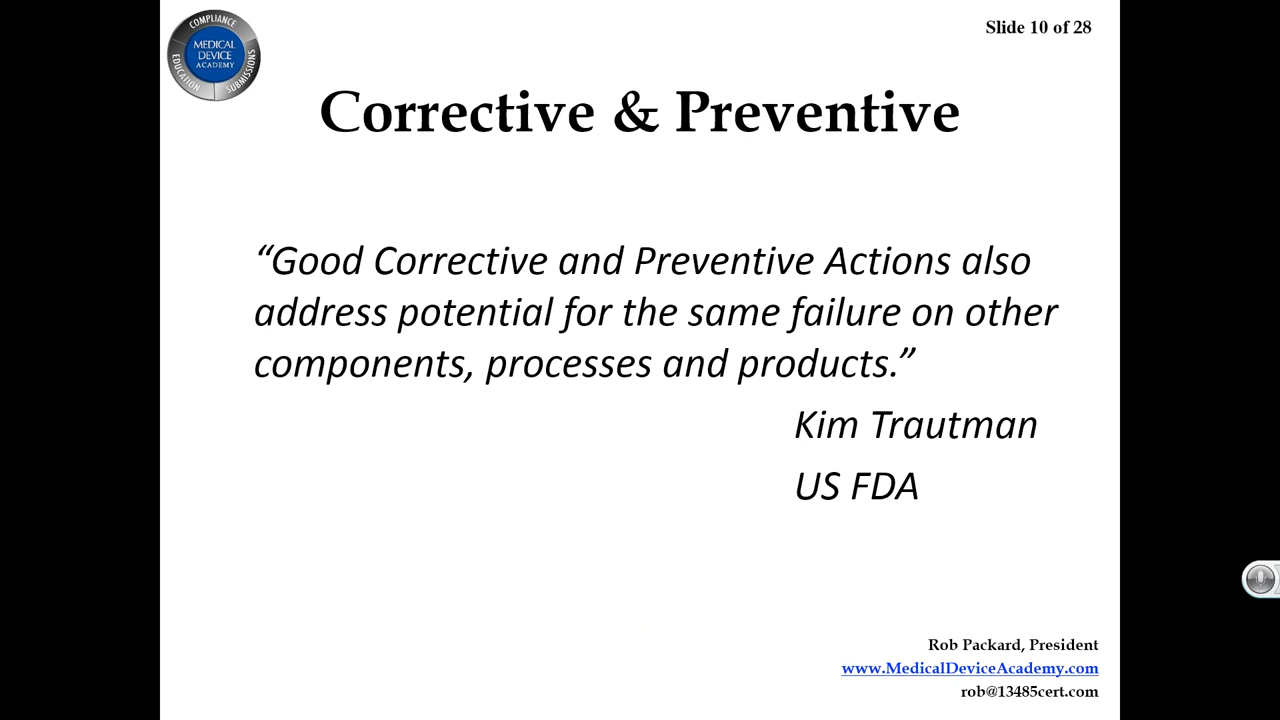 COMPLIANCE
MEDICAL
DEVICE
ACADEMY
EDUCATION
SUBMISSIONS
Slide 10 of 28
Corrective & Preventive
“Good Corrective and Preventive Actions also
address potential for the same failure on other
components, processes and products.”
Kim Trautman
US FDA
Rob Packard, President
www.MedicalDeviceAcademy.com
rob@13485cert.com